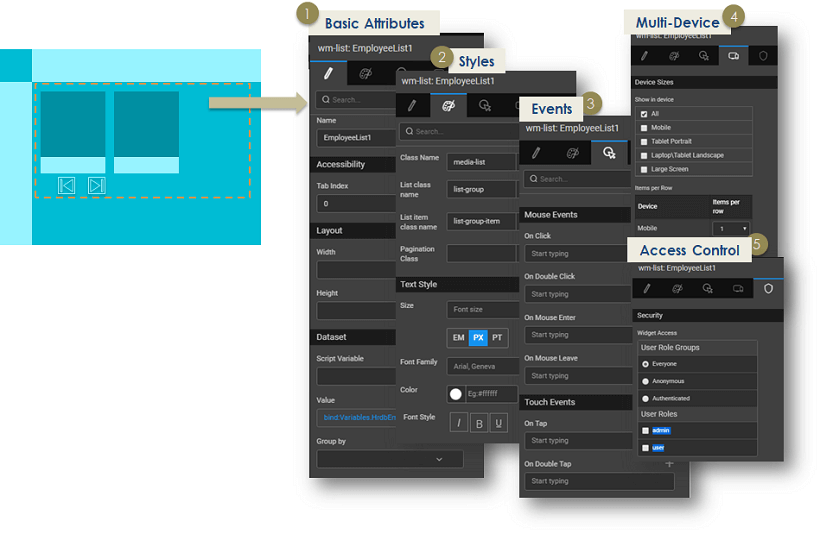 1
Basic Attributes
wm-list: EmployeeList1
Search...
Name
EmployeeList1
Accessibility
Tab Index
0
Layout
Width
Height
Dataset
Script Variable
Value
bind:Variables.HrdbEm
Group by
2
Styles
wm-list: EmployeeList1
Search...
Class Name
media-list
List class
name
list-group
List item
class name
list-group-item
Pagination
Class
Text Style
Size
Font size
EM PX PT
Font Family
Arial, Geneva
Color
Eg:#ffffff
Font Style
I B U
Events
3
wm-list: EmployeeList1
Search...
Mouse Events
On Click
Start typing
On Double Click
Start typing
On Mouse Enter
Start typing
On Mouse Leave
Start typing
Touch Events
On Tap
Start typing
On Double Tap
Start typing
Multi-Device
4
wm-list: EmployeeList1
Device Sizes
Show in device
All
Mobile
Tablet Portrait
Laptop\Tablet Landscape
Large Screen
Items per Row
Device
Items per
row
Mobile
1
Access Control
5
wm-list: EmployeeList1
Security
Widget Access
User Role Groups
Everyone
Anonymous
Authenticated
User Roles
admin
user